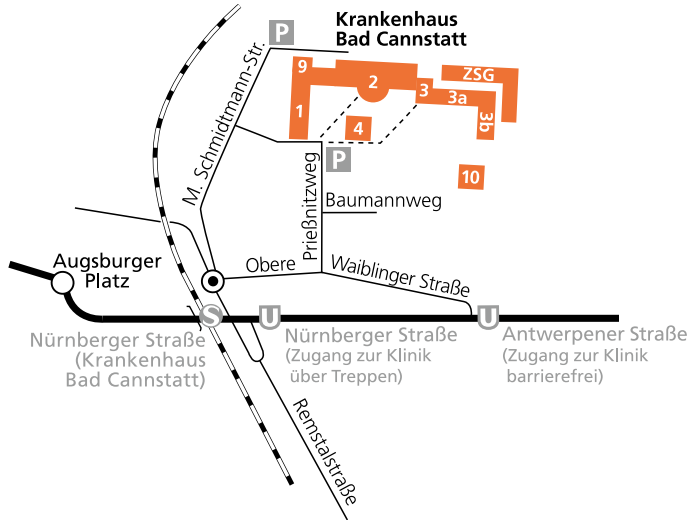 Krankenhaus
Bad Cannstatt
P
M. Schmidtmann-Str.
9
2
ZSG
3
3a
1
4
3b
P
10
Prießnitzweg
Baumannweg
Augsburger
Platz
Obere
Waiblinger Straße
S
U
U
Nürnberger Straße
(Krankenhaus
Bad Cannstatt)
Nürnberger Straße
(Zugang zur Klinik
über Treppen)
Antwerpener Straße
(Zugang zur Klinik
barrierefrei)
Remstalstraße